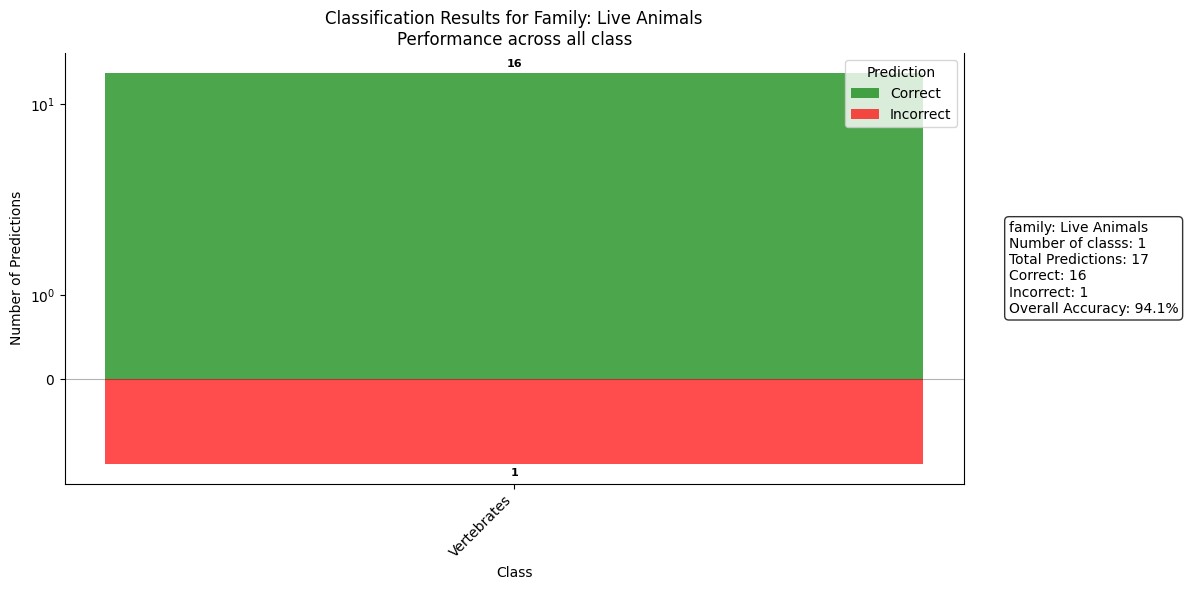 Classification Results for Family: Live Animals
Performance across all class
16
Prediction
Correct
Incorrect
10¹
10⁰
0
Number of Predictions
1
Vertebrates
Class
family: Live Animals
Number of classs: 1
Total Predictions: 17
Correct: 16
Incorrect: 1
Overall Accuracy: 94.1%